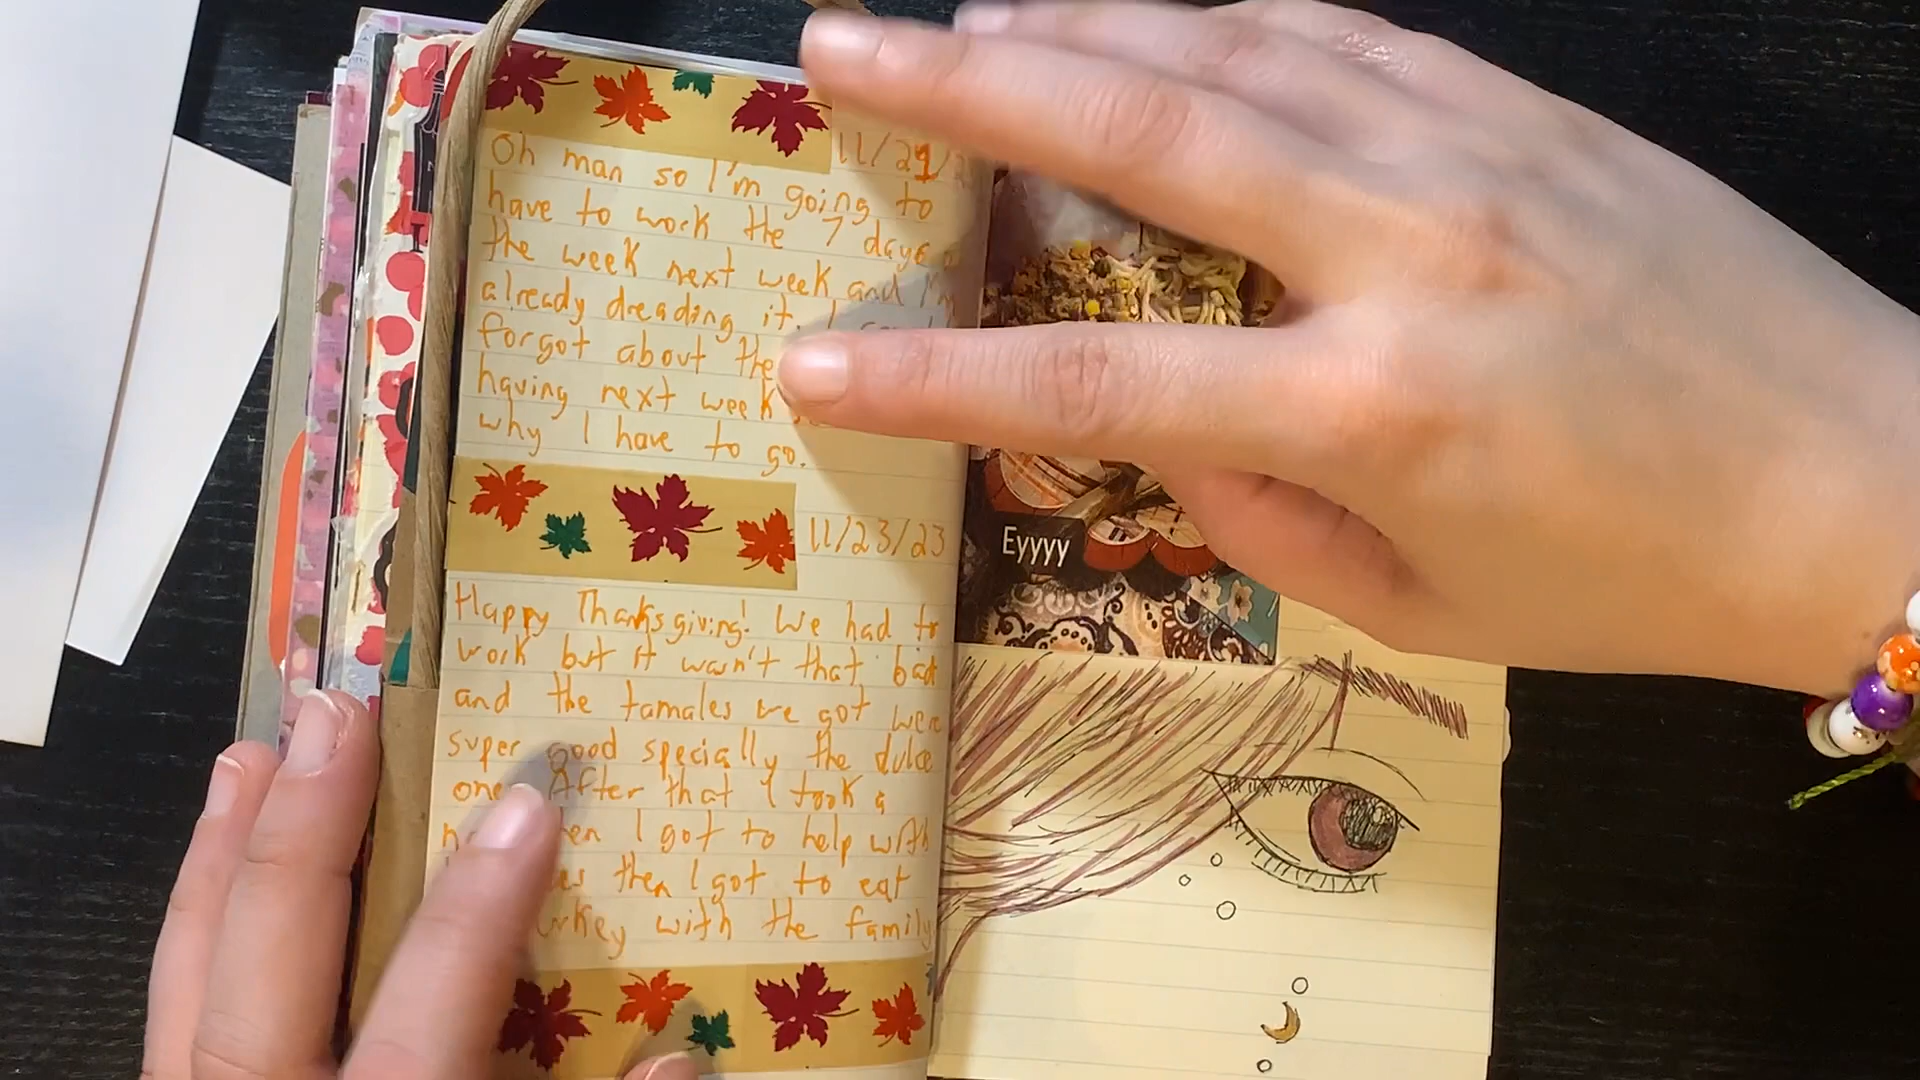 11/21/
Oh man so I'm going to
have to work the 7 days
the week next week and I'm
already dreading it. I
forgot about the
having next week
why I have to go.
11/23/23
Happy Thanksgiving! We had to
work but it wasn't that bad
and the tamales we got were
super good specially the dulce
one After that I took a
I got to help with
then I got to eat
with the family
Eyyyy